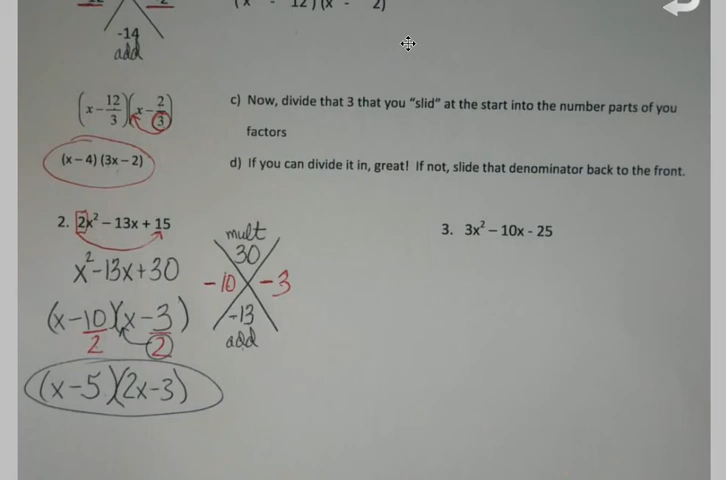 (x - 12)(x - 2)
-14
add
(x – 12/3)(x – 2/3)
c) Now, divide that 3 that you “slid” at the start into the number parts of you
factors
(x – 4) (3x – 2)
d) If you can divide it in, great! If not, slide that denominator back to the front.
2. 2x² – 13x + 15
x²-13x+30
(x-10/2)(x-3/2)
(x-5)(2x-3)
mult
30
-10 -3
-13
add
3. 3x² – 10x - 25